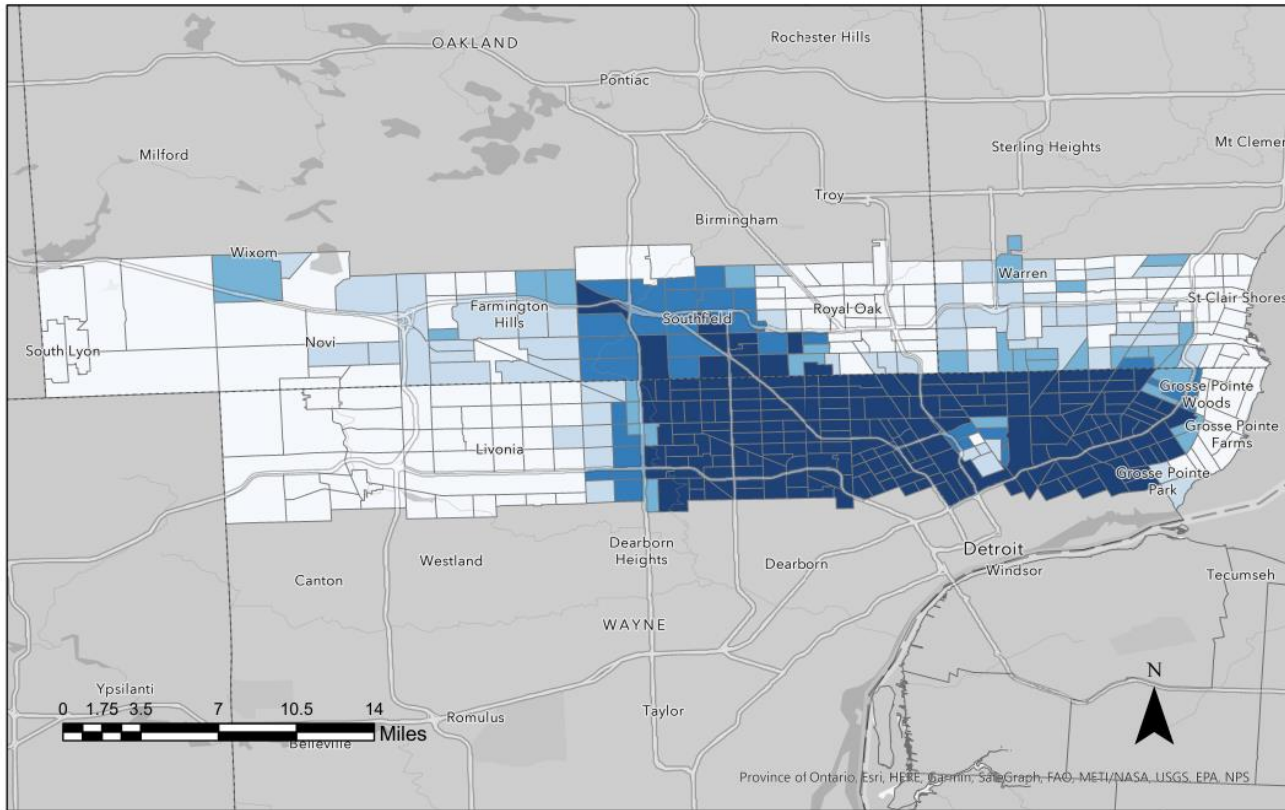 Rochester Hills
OAKLAND
Pontiac
Mt Clemen
Sterling Heights
Milford
Troy
Birmingham
Wixom
Warren
St Clair Shores
Farmington
Hills
Royal Oak
Southfield
Novi
South Lyon
Grosse Pointe
Woods
Grosse Pointe
Farms
Livonia
Grosse Pointe
Park
Dearborn
Heights
Detroit
Westland
Dearborn
Windsor
Canton
Tecumseh
WAYNE
N
Ypsilanti
0 1.75 3.5 7 10.5 14
Miles
Romulus
Taylor
Belleville
Province of Ontario, Esri, HERE, Garmin, SafeGraph, FAO, METI/NASA, USGS, EPA, NPS